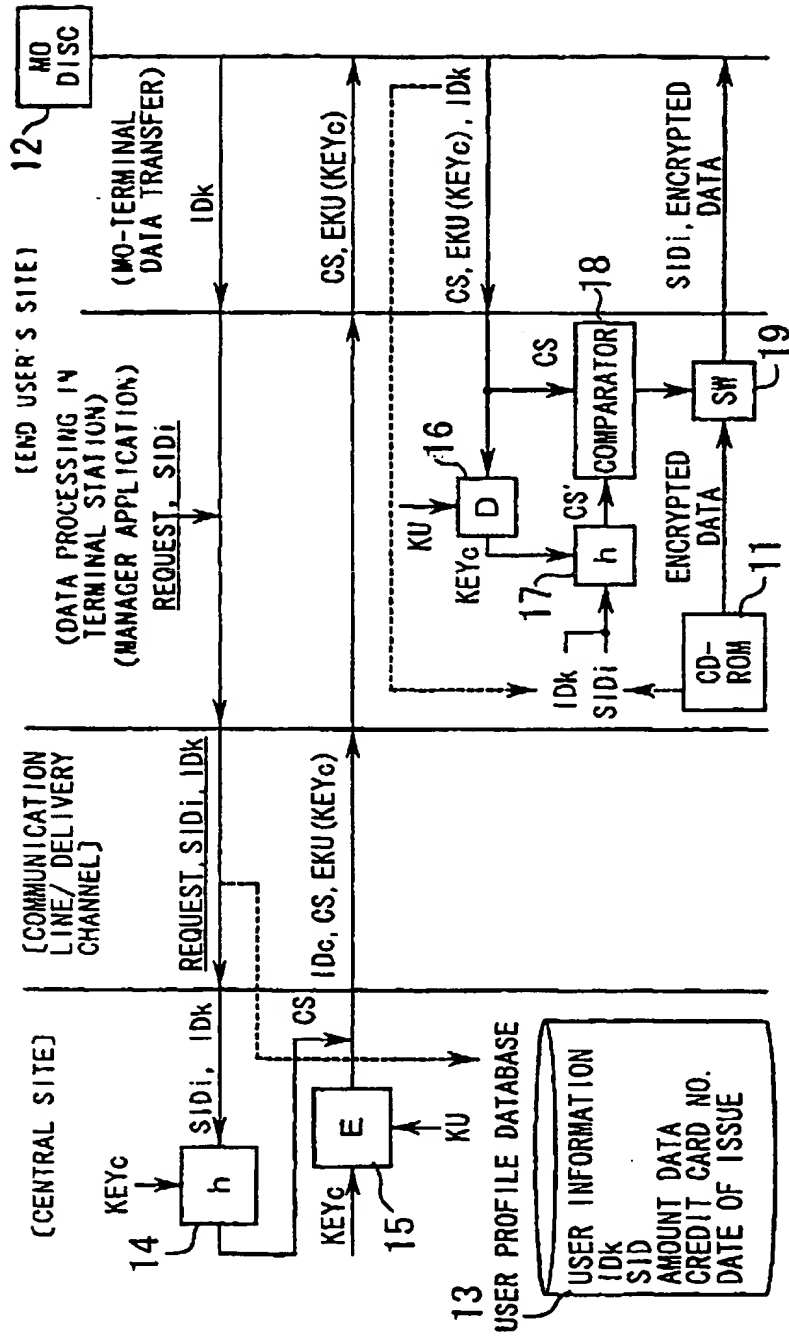 [CENTRAL SITE]
[COMMUNICATION
LINE/ DELIVERY
CHANNEL]
[END USER'S SITE]
(DATA PROCESSING IN
TERMINAL STATION)
(MANAGER APPLICATION)
(MO-TERMINAL
DATA TRANSFER)
12
MO
DISC
KEYc
14
h
SIDi, IDk
REQUEST, SIDi, IDk
REQUEST, SIDi
IDk
CS
KEYc
15
E
KU
IDc, CS, EKU(KEYc)
CS, EKU(KEYc)
IDk
CS, EKU(KEYc), IDk
KU
16
D
KEYc
CS
17
h
CS'
COMPARATOR
18
IDk
SIDi
CD-
ROM
11
ENCRYPTED
DATA
SW
19
SIDi, ENCRYPTED
DATA
13
USER PROFILE DATABASE
USER INFORMATION
IDk
SID
AMOUNT DATA
CREDIT CARD NO.
DATE OF ISSUE